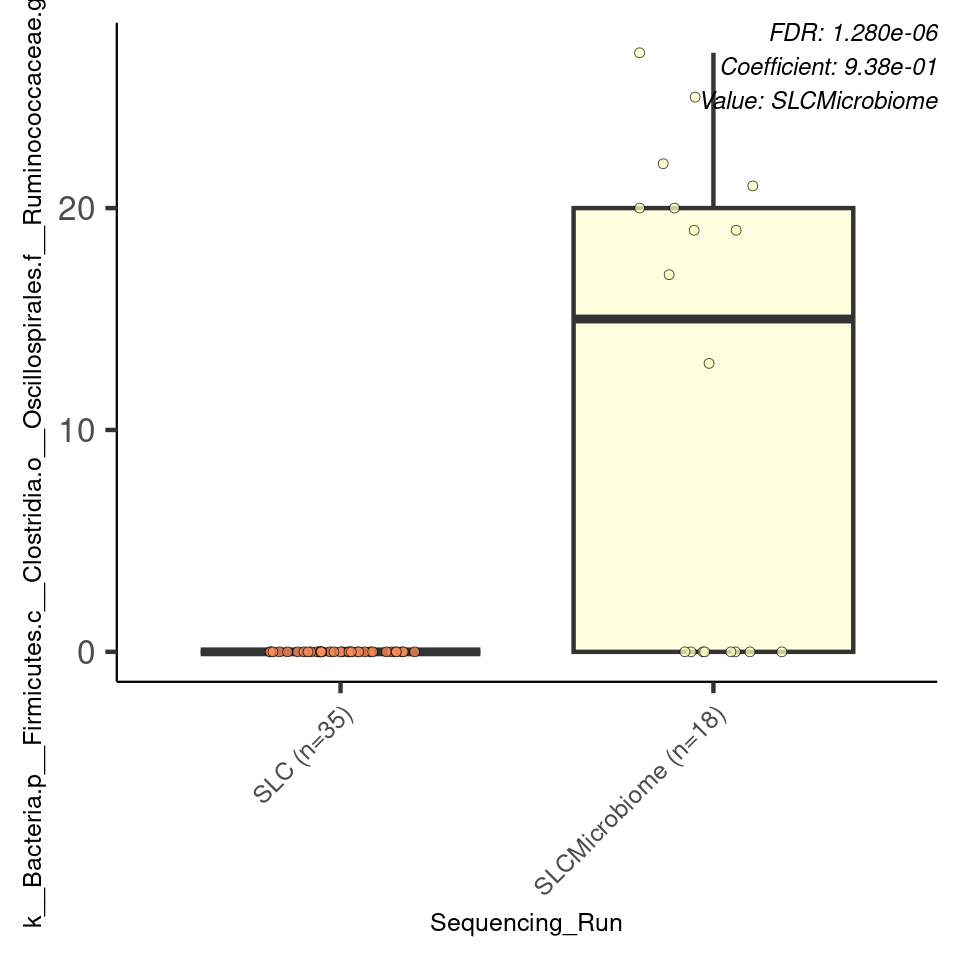 FDR: 1.280e-06
Coefficient: 9.38e-01
Value: SLCMicrobiome
k__Bacteria.p__Firmicutes.c__Clostridia.o__Oscillospirales.f__Ruminococcaceae.g
20
10
0
SLC (n=35)
SLCMicrobiome (n=18)
Sequencing_Run